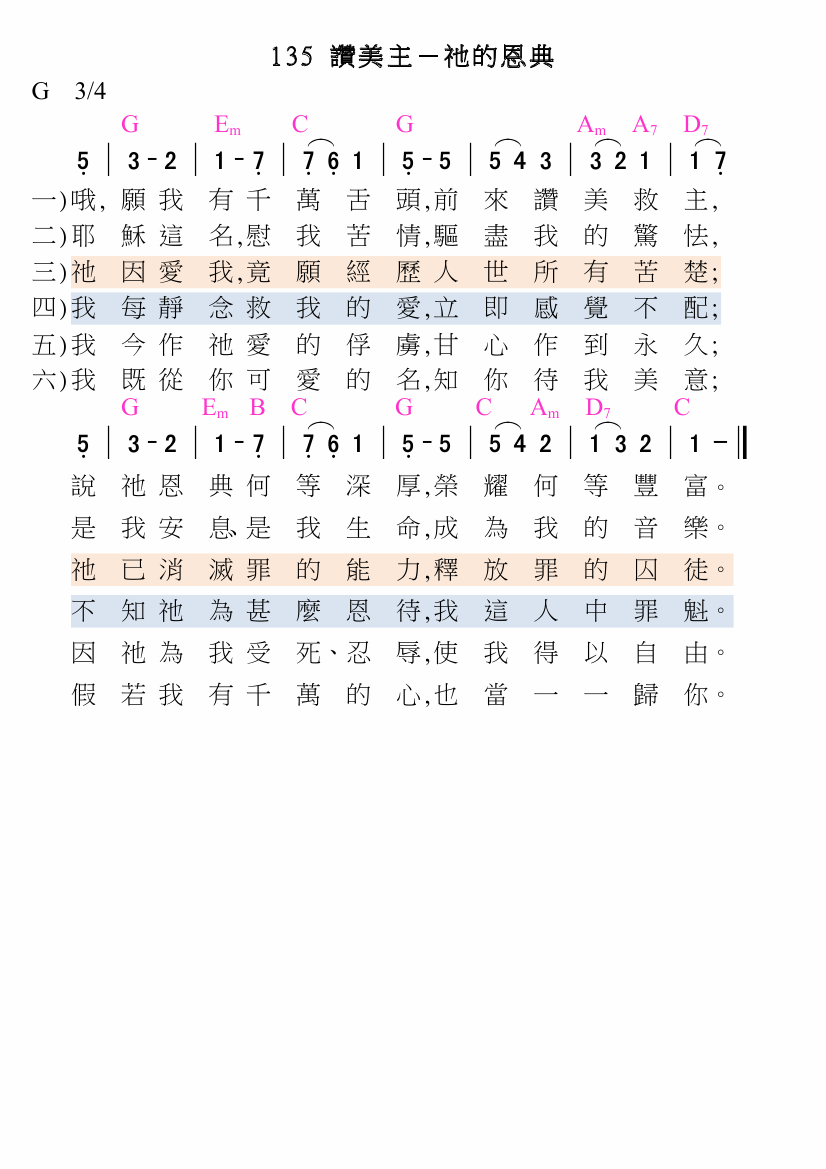 135 讚美主－祂的恩典
G 3/4
G Em C G Am A7 D7
5̣ | 3 - 2 | 1 - 7̣ | 7̣ 6̣ 1 | 5̣ - 5 | 5 4 3 | 3 2 1 | 1 7̣
一)哦,願我有千萬舌頭,前來讚美救主,
二)耶穌這名,慰我苦情,驅盡我的驚怯,
三)祂因愛我,竟願經歷人世所有苦楚;
四)我每靜念救我的愛,立即感覺不配;
五)我今作祂愛的俘虜,甘心作到永久;
六)我既從你可愛的名,知你待我美意;
G Em B C G C Am D7 C
5̣ | 3 - 2 | 1 - 7̣ | 7̣ 6̣ 1 | 5̣ - 5 | 5 4 2 | 1 3 2 | 1 — ‖
說祂恩典何等深厚,榮耀何等豐富。
是我安息、是我生命,成為我的音樂。
祂已消滅罪的能力,釋放罪的囚徒。
不知祂為甚麼恩待,我這人中罪魁。
因祂為我受死、忍辱,使我得以自由。
假若我有千萬的心,也當一一歸你。